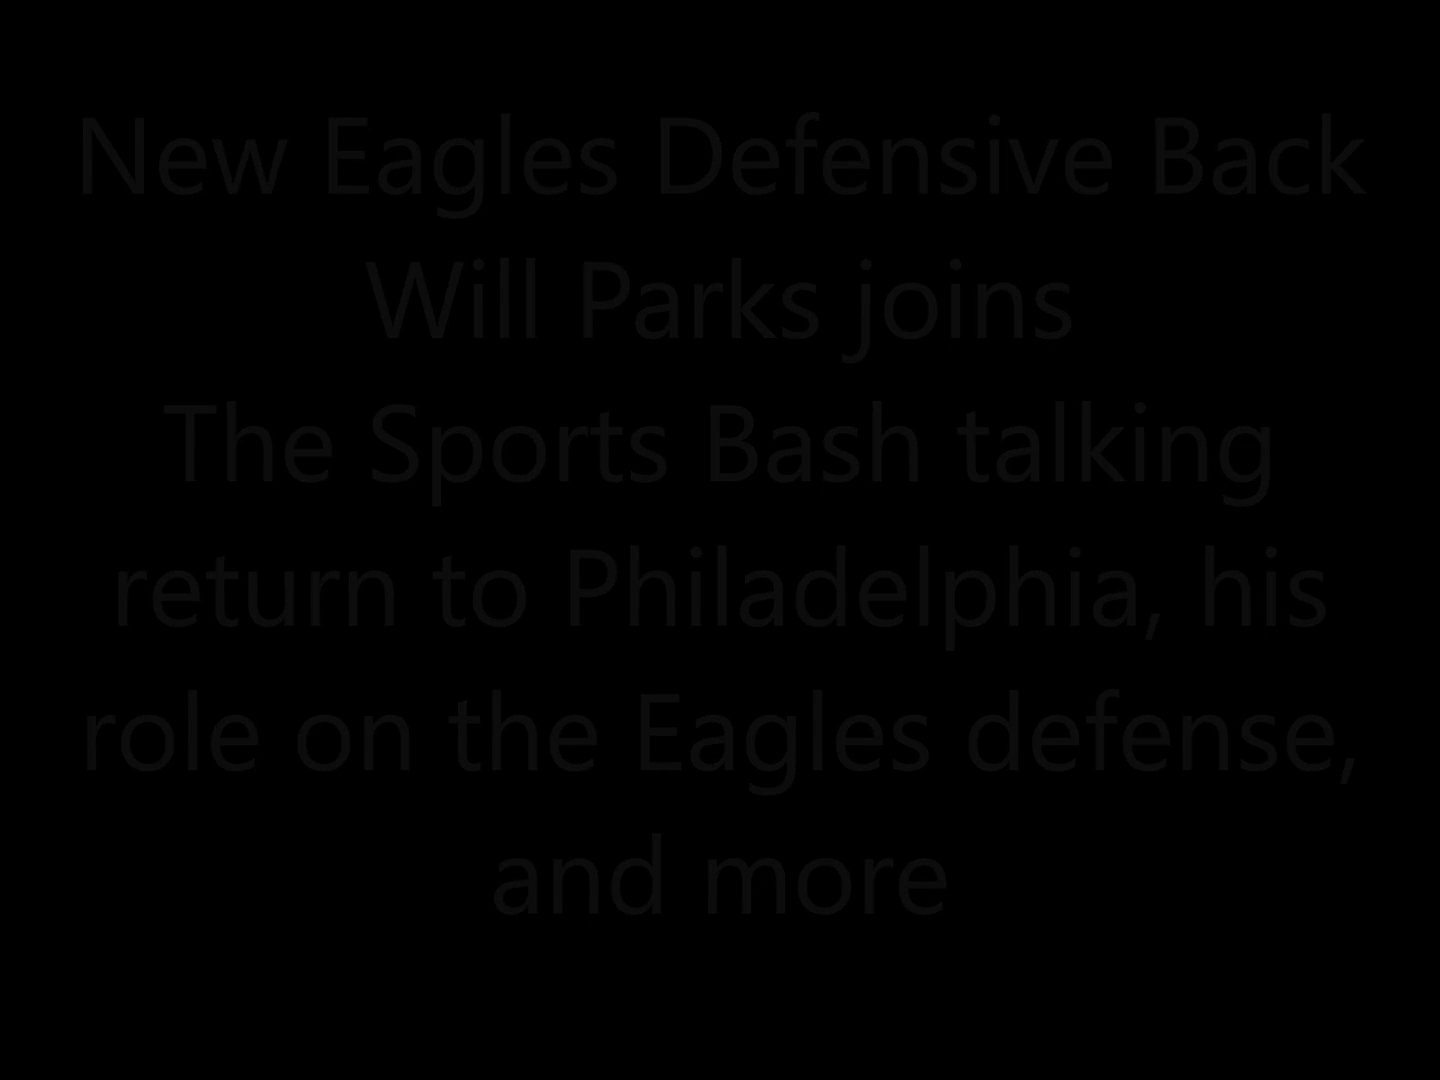 New Eagles Defensive Back
Will Parks joins
The Sports Bash talking
return to Philadelphia, his
role on the Eagles defense,
and more